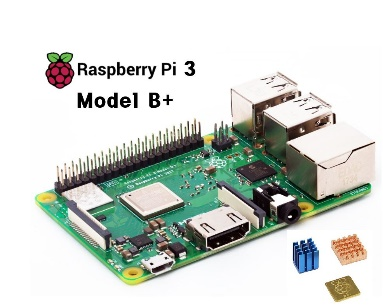 Raspberry Pi 3
Model B+